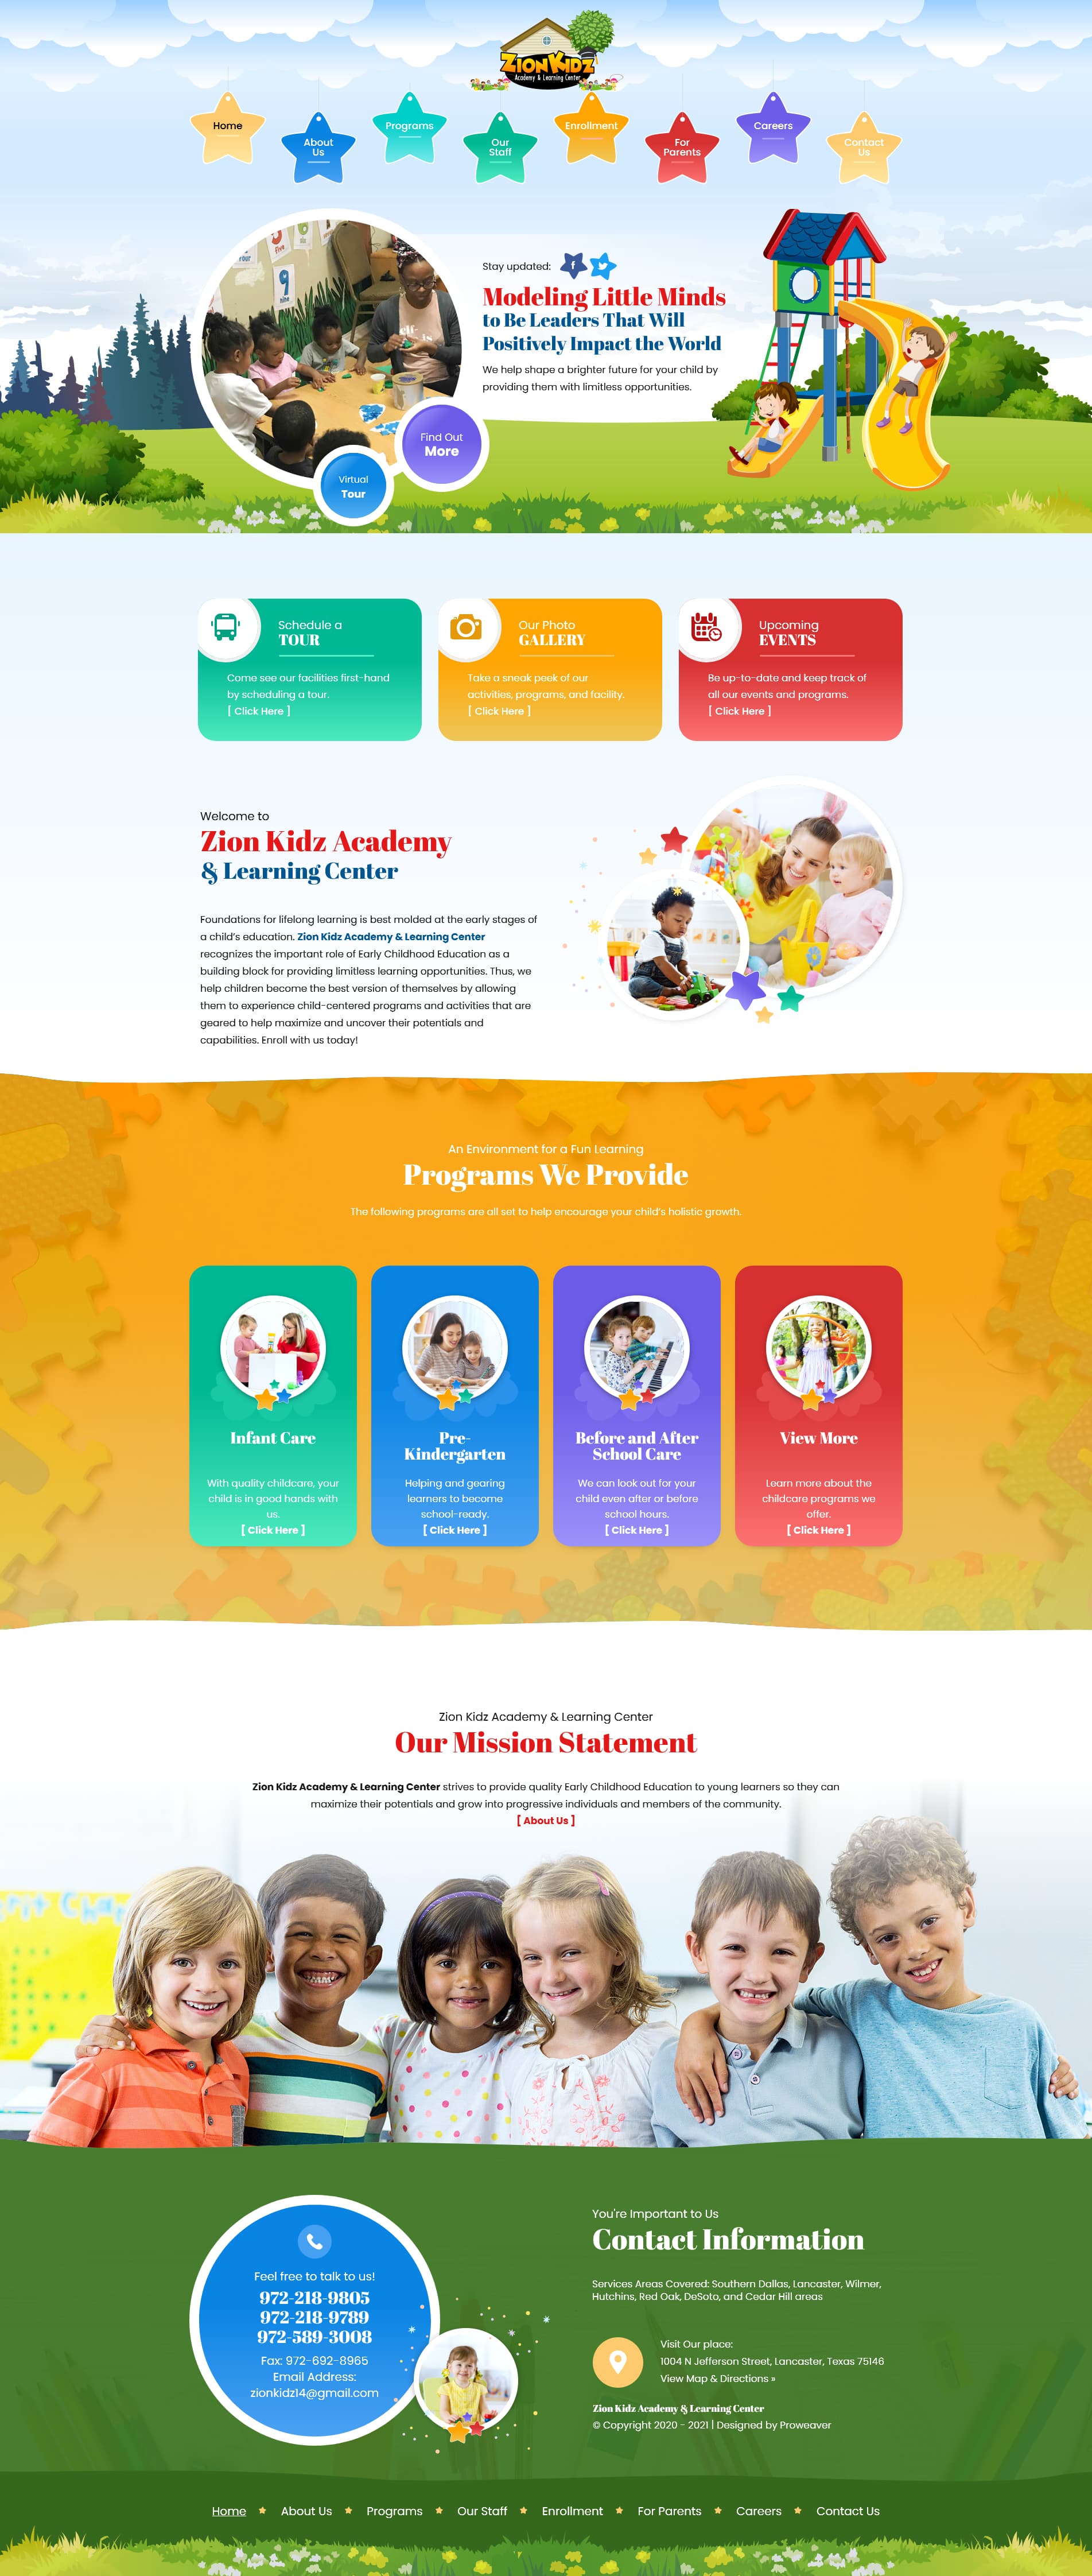 ZION KIDZ
Academy & Learning Center
Home
About
Us
Programs
Our
Staff
Enrollment
For
Parents
Careers
Contact
Us
five
four
9
nine
Stay updated:
Modeling Little Minds
to Be Leaders That Will
Positively Impact the World
We help shape a brighter future for your child by
providing them with limitless opportunities.
Find Out
More
Virtual
Tour
Schedule a
TOUR
Come see our facilities first-hand
by scheduling a tour.
[ Click Here ]
Our Photo
GALLERY
Take a sneak peek of our
activities, programs, and facility.
[ Click Here ]
Upcoming
EVENTS
Be up-to-date and keep track of
all our events and programs.
[ Click Here ]
Welcome to
Zion Kidz Academy
& Learning Center
Foundations for lifelong learning is best molded at the early stages of
a child's education. Zion Kidz Academy & Learning Center
recognizes the important role of Early Childhood Education as a
building block for providing limitless learning opportunities. Thus, we
help children become the best version of themselves by allowing
them to experience child-centered programs and activities that are
geared to help maximize and uncover their potentials and
capabilities. Enroll with us today!
An Environment for a Fun Learning
Programs We Provide
The following programs are all set to help encourage your child's holistic growth.
Infant Care
With quality childcare, your
child is in good hands with
us.
[ Click Here ]
Pre-
Kindergarten
Helping and gearing
learners to become
school-ready.
[ Click Here ]
Before and After
School Care
We can look out for your
child even after or before
school hours.
[ Click Here ]
View More
Learn more about the
childcare programs we
offer.
[ Click Here ]
Zion Kidz Academy & Learning Center
Our Mission Statement
Zion Kidz Academy & Learning Center strives to provide quality Early Childhood Education to young learners so they can
maximize their potentials and grow into progressive individuals and members of the community.
[ About Us ]
Feel free to talk to us!
972-218-9805
972-218-9789
972-589-3008
Fax: 972-692-8965
Email Address:
zionkidz14@gmail.com
You're Important to Us
Contact Information
Services Areas Covered: Southern Dallas, Lancaster, Wilmer,
Hutchins, Red Oak, DeSoto, and Cedar Hill areas
Visit Our place:
1004 N Jefferson Street, Lancaster, Texas 75146
View Map & Directions »
Zion Kidz Academy & Learning Center
© Copyright 2020 - 2021 | Designed by Proweaver
Home
About Us
Programs
Our Staff
Enrollment
For Parents
Careers
Contact Us